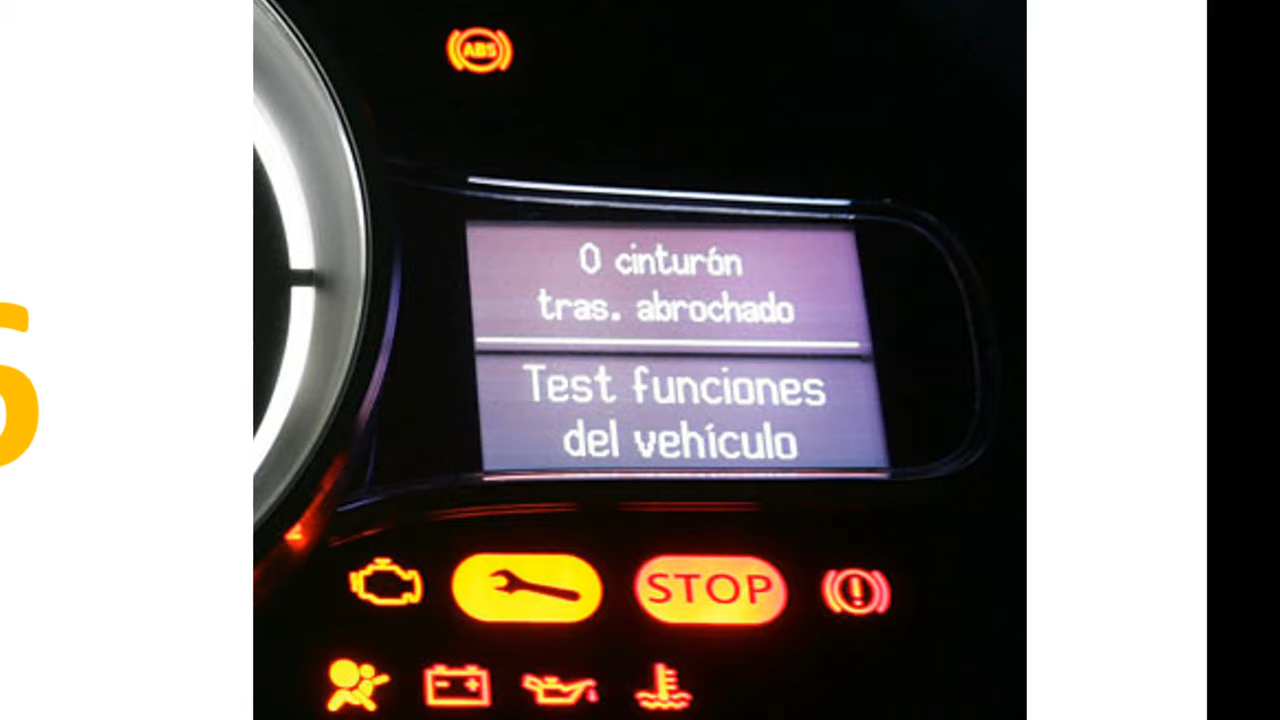 ABS
0 cinturón
tras. abrochado
Test funciones
del vehículo
STOP